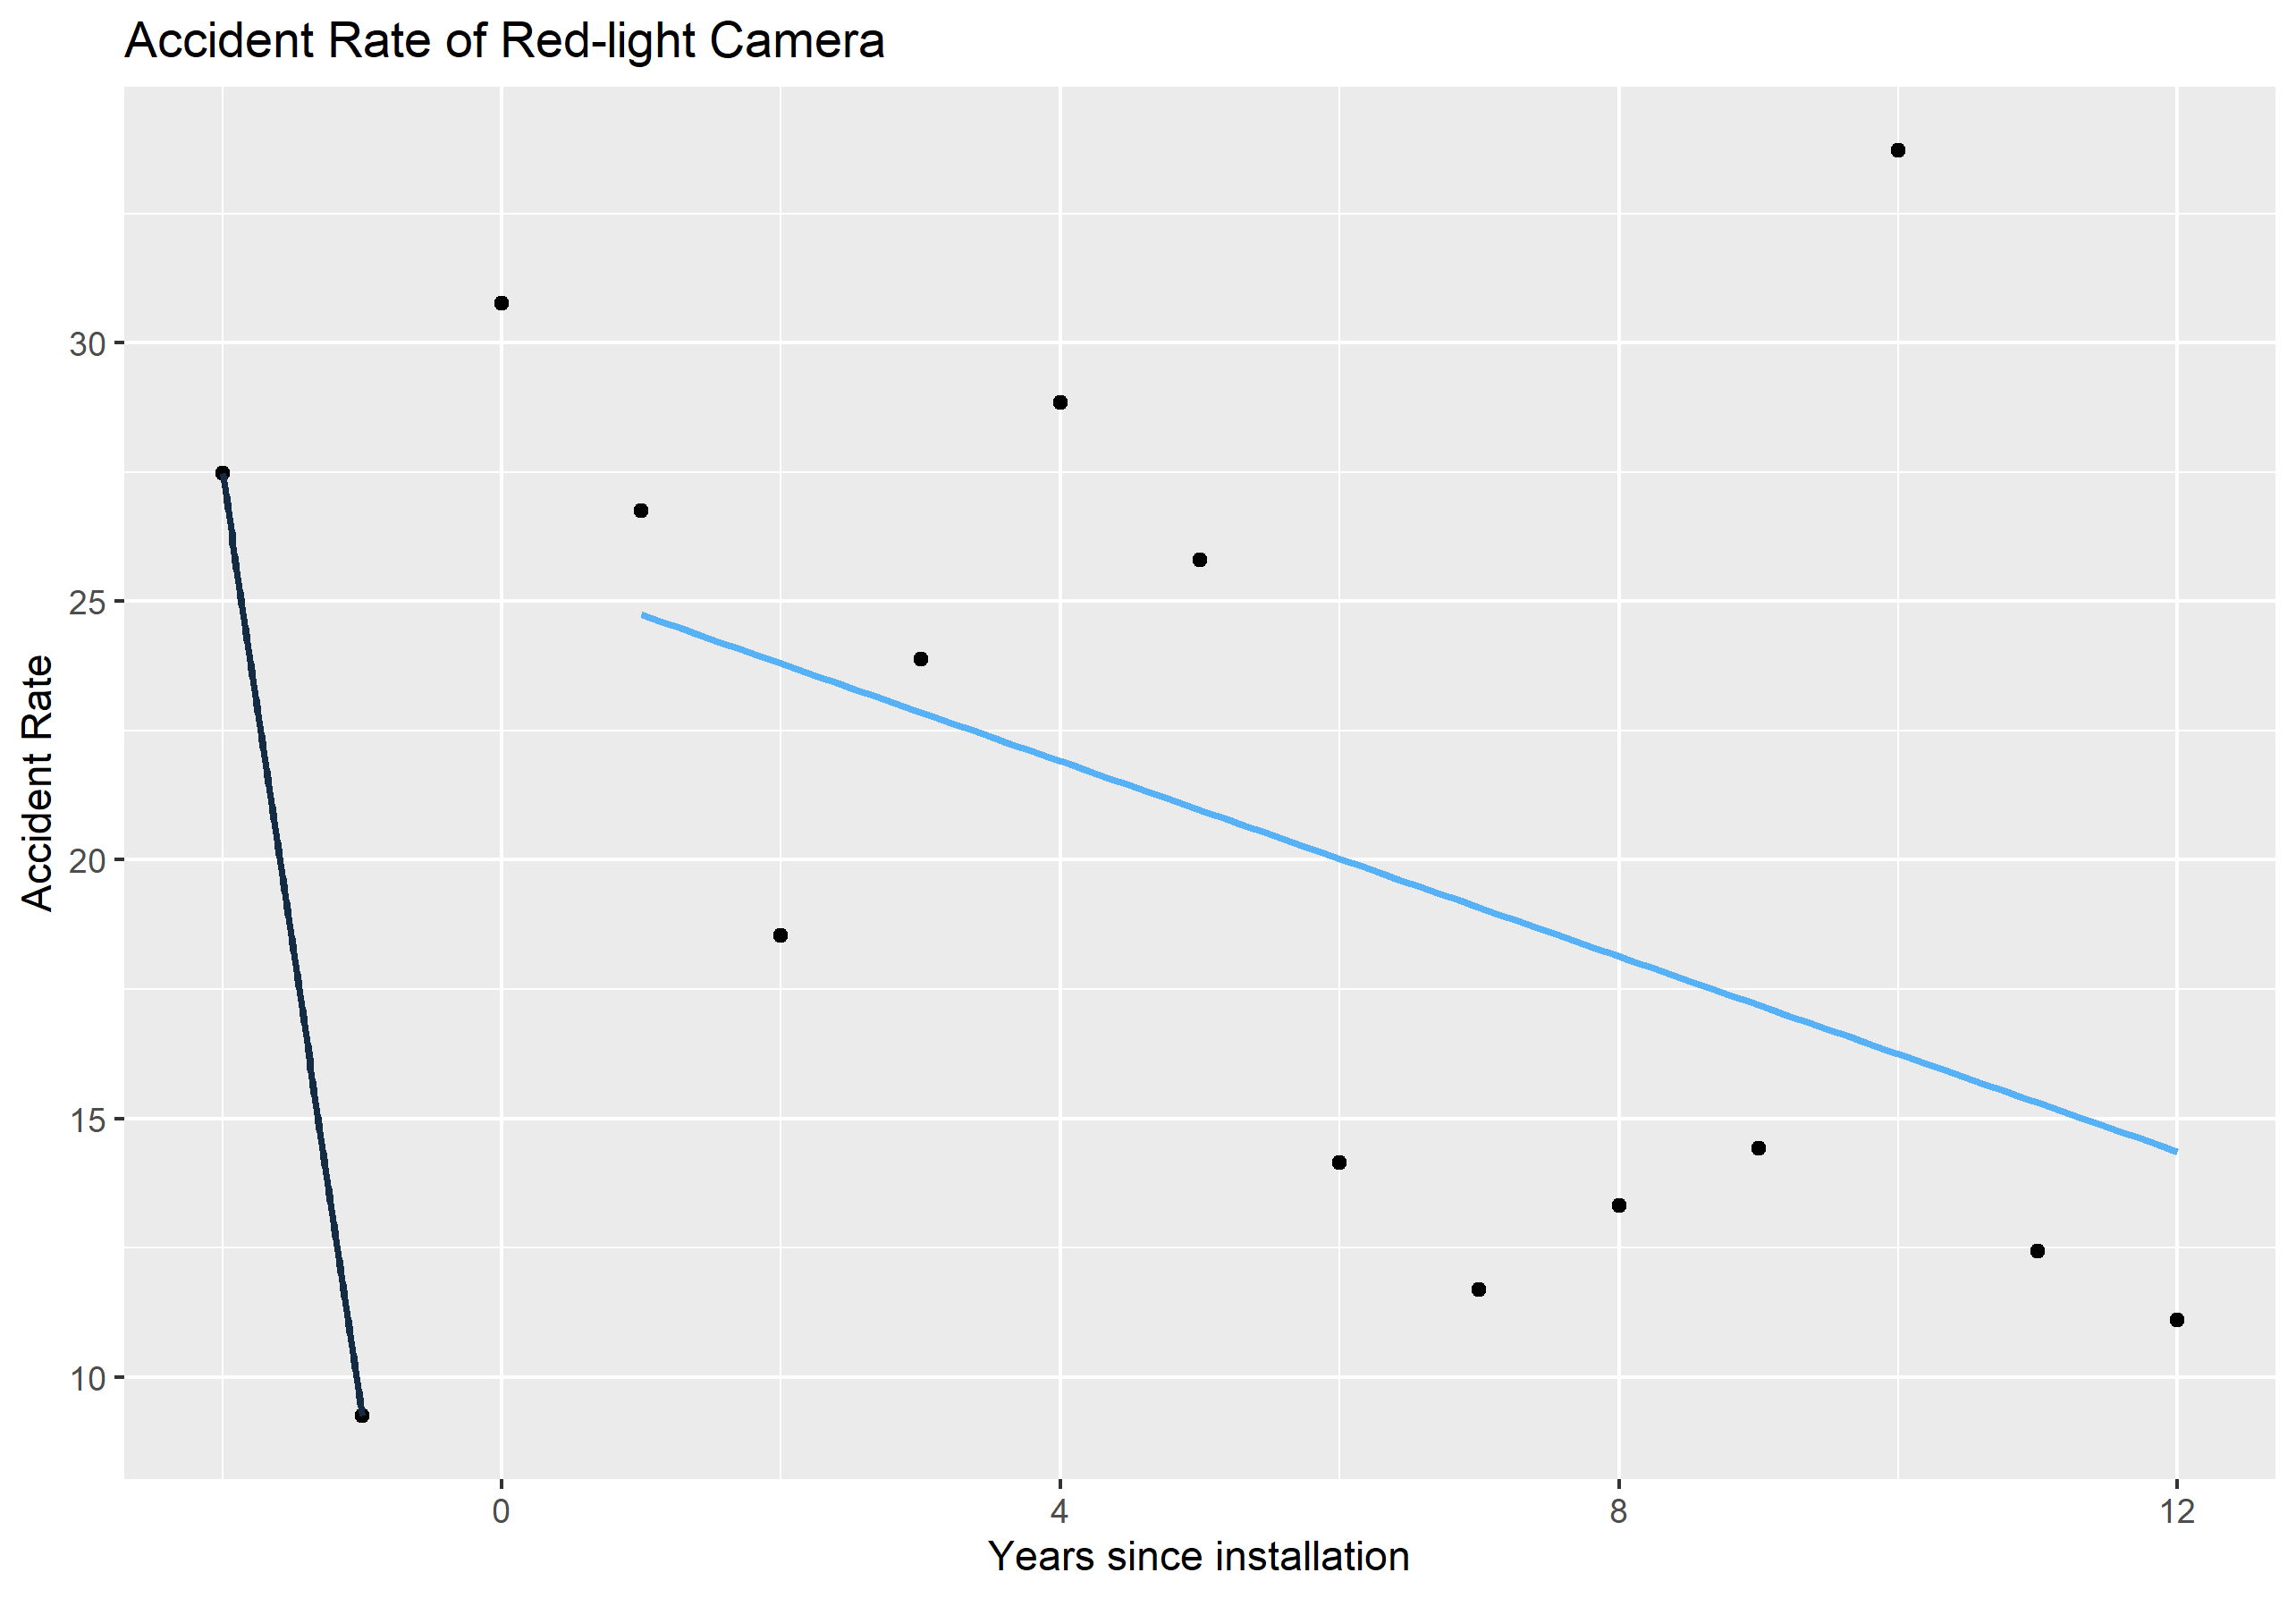 Accident Rate of Red-light Camera
30
25
20
15
10
Accident Rate
0 4 8 12
Years since installation